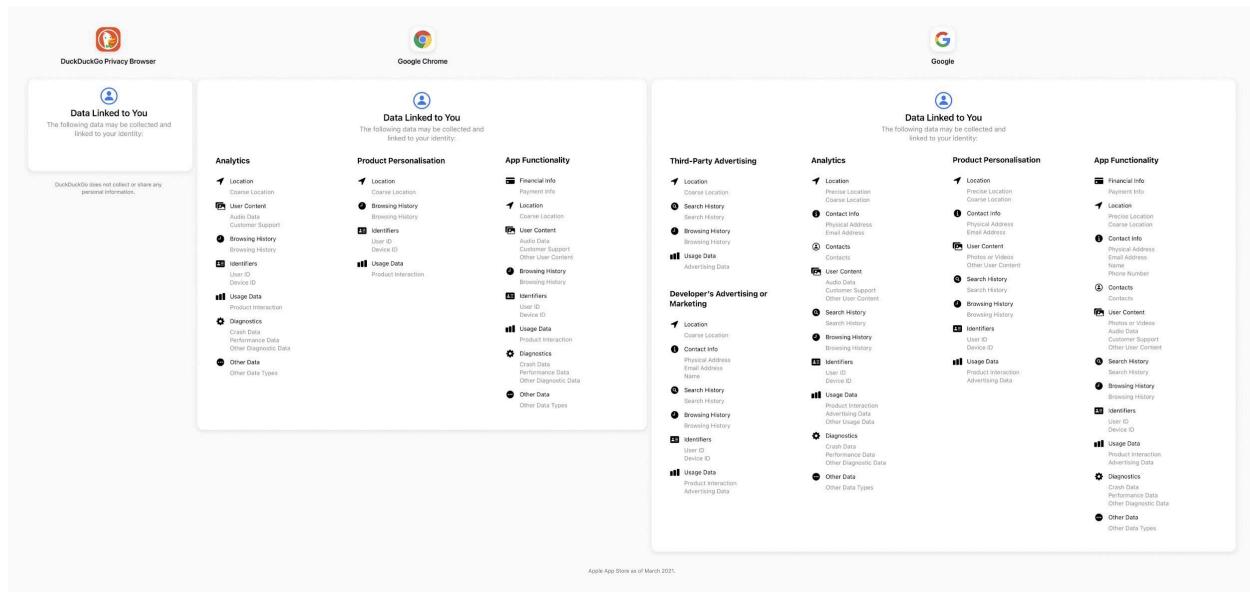 DuckDuckGo Privacy Browser
Data Linked to You
The following data may be collected and
linked to your identity:
DuckDuckGo does not collect or share any
personal information.
Google Chrome
Data Linked to You
The following data may be collected and
linked to your identity:
Analytics
Location
Coarse Location
User Content
Audio Data
Customer Support
Browsing History
Browsing History
Identifiers
User ID
Device ID
Usage Data
Product Interaction
Diagnostics
Crash Data
Performance Data
Other Diagnostic Data
Other Data
Other Data Types
Product Personalisation
Location
Coarse Location
Browsing History
Browsing History
Identifiers
User ID
Device ID
Usage Data
Product Interaction
App Functionality
Financial Info
Payment Info
Location
Coarse Location
User Content
Audio Data
Customer Support
Other User Content
Browsing History
Browsing History
Identifiers
User ID
Device ID
Usage Data
Product Interaction
Diagnostics
Crash Data
Performance Data
Other Diagnostic Data
Other Data
Other Data Types
Google
Data Linked to You
The following data may be collected and
linked to your identity:
Third-Party Advertising
Location
Coarse Location
Search History
Search History
Browsing History
Browsing History
Usage Data
Advertising Data
Developer's Advertising or
Marketing
Location
Coarse Location
Contact Info
Physical Address
Email Address
Name
Search History
Search History
Browsing History
Browsing History
Identifiers
User ID
Device ID
Usage Data
Product Interaction
Advertising Data
Analytics
Location
Precise Location
Coarse Location
Contact Info
Physical Address
Email Address
Contacts
Contacts
User Content
Audio Data
Customer Support
Other User Content
Search History
Search History
Browsing History
Browsing History
Identifiers
User ID
Device ID
Usage Data
Product Interaction
Advertising Data
Other Usage Data
Diagnostics
Crash Data
Performance Data
Other Diagnostic Data
Other Data
Other Data Types
Product Personalisation
Location
Precise Location
Coarse Location
Contact Info
Physical Address
Email Address
User Content
Photos or Videos
Other User Content
Search History
Search History
Browsing History
Browsing History
Identifiers
User ID
Device ID
Usage Data
Product Interaction
Advertising Data
App Functionality
Financial Info
Payment Info
Location
Precise Location
Coarse Location
Contact Info
Physical Address
Email Address
Name
Phone Number
Contacts
Contacts
User Content
Photos or Videos
Audio Data
Customer Support
Other User Content
Search History
Search History
Browsing History
Browsing History
Identifiers
User ID
Device ID
Usage Data
Product Interaction
Advertising Data
Diagnostics
Crash Data
Performance Data
Other Diagnostic Data
Other Data
Other Data Types
Apple App Store as of March 2021.